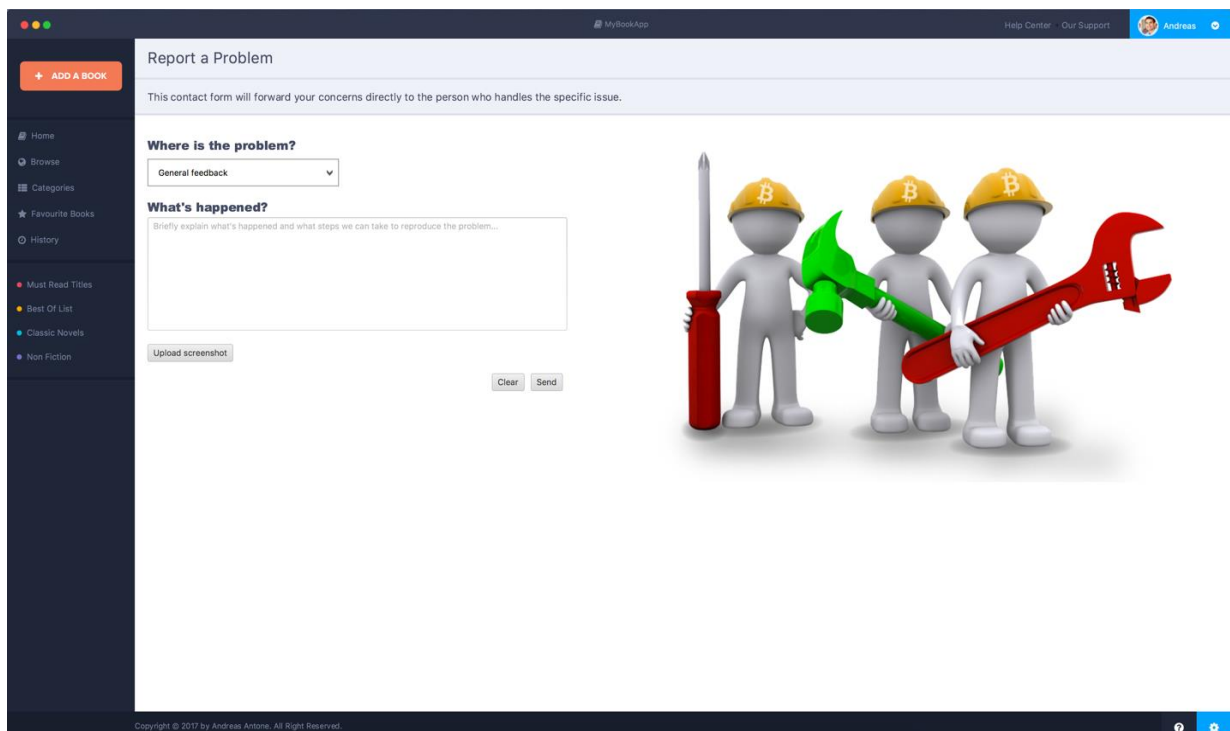 MyBookApp
Help Center
Our Support
Andreas
+ ADD A BOOK
Home
Browse
Categories
Favourite Books
History
Must Read Titles
Best Of List
Classic Novels
Non Fiction
Report a Problem
This contact form will forward your concerns directly to the person who handles the specific issue.
Where is the problem?
General feedback
What's happened?
Briefly explain what's happened and what steps we can take to reproduce the problem...
Upload screenshot
Clear
Send
Copyright © 2017 by Andreas Antone. All Right Reserved.